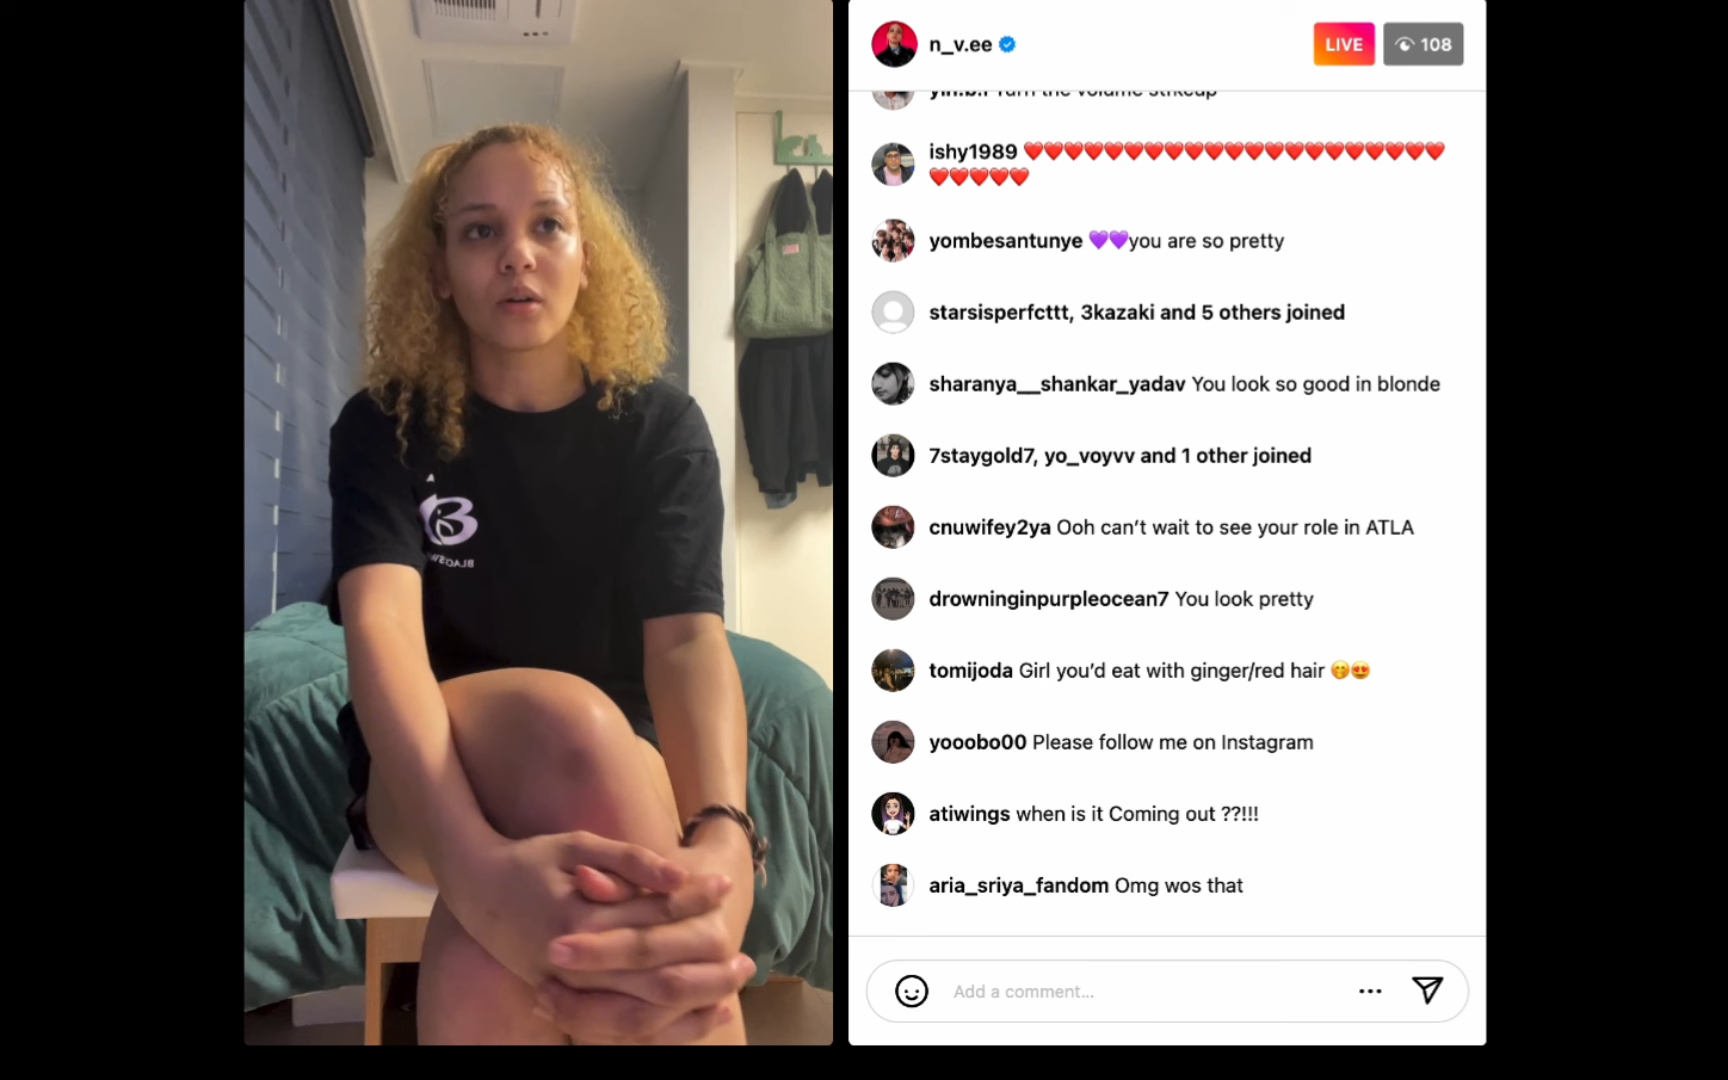 n_v.ee
LIVE
108
ishy1989 ❤️❤️❤️❤️❤️❤️❤️❤️❤️❤️❤️❤️❤️❤️❤️❤️❤️❤️❤️❤️❤️
❤️❤️❤️❤️❤️
yombesantunye 💜💜you are so pretty
starsisperfcttt, 3kazaki and 5 others joined
sharanya__shankar_yadav You look so good in blonde
7staygold7, yo_voyvv and 1 other joined
cnuwifey2ya Ooh can’t wait to see your role in ATLA
drowninginpurpleocean7 You look pretty
tomijoda Girl you’d eat with ginger/red hair 🤭😍
yooobo00 Please follow me on Instagram
atiwings when is it Coming out ??!!!
aria_sriya_fandom Omg wos that
Add a comment...